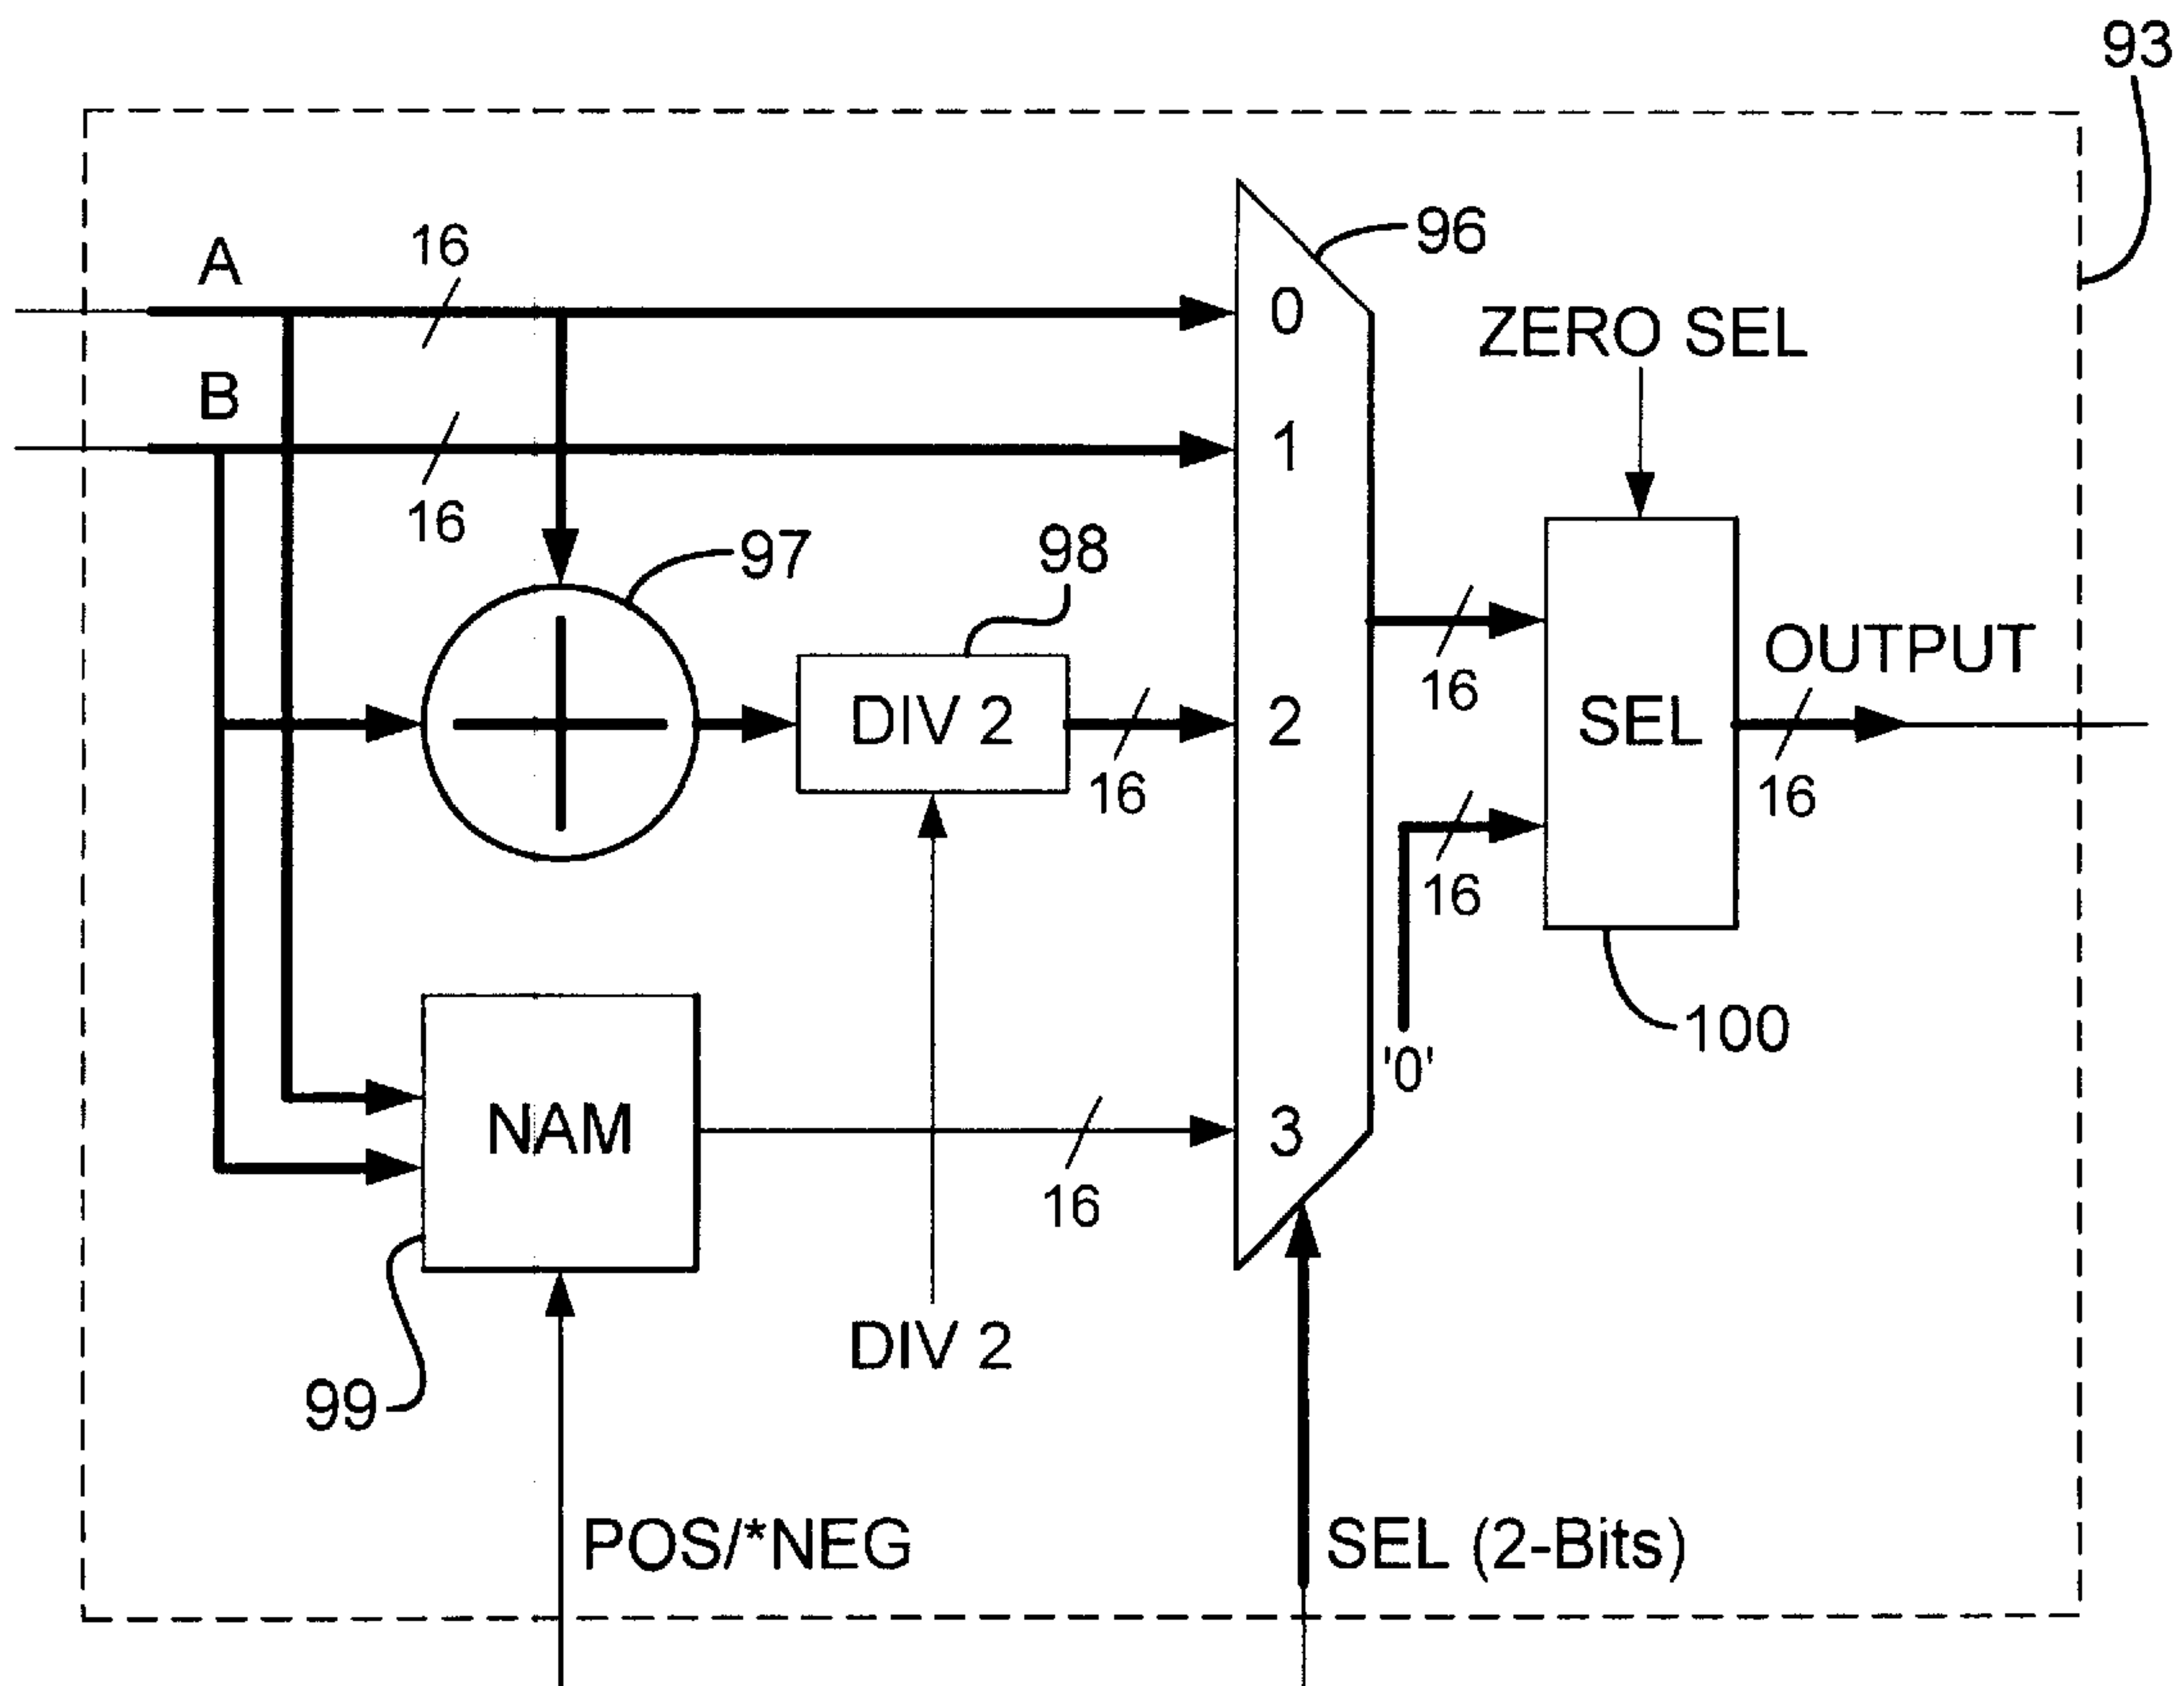 93
A
16
96
0
ZERO SEL
B
1
16
97
98
2
DIV 2
16
16
SEL
OUTPUT
16
16
'0'
100
NAM
3
16
99
DIV 2
POS/*NEG
SEL (2-Bits)